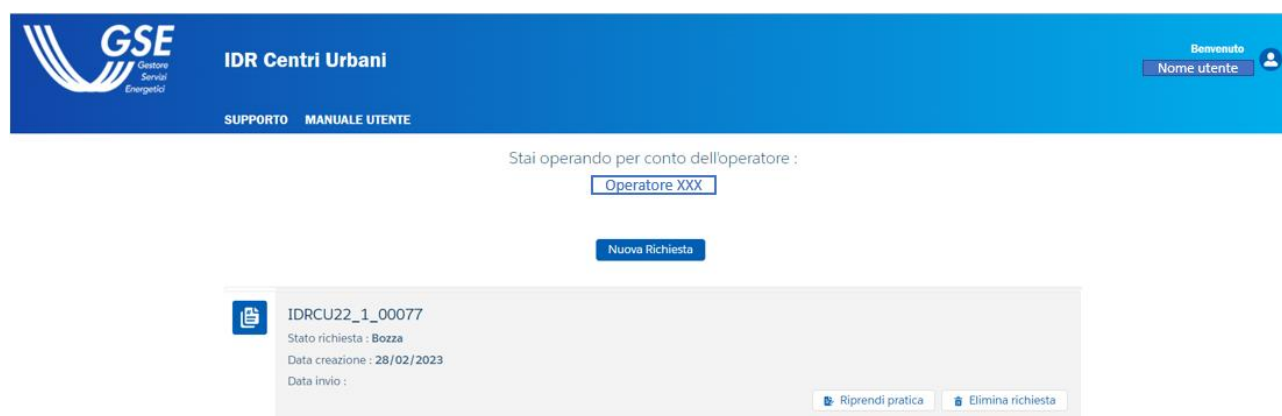 GSE
Gestore
Servizi
Energetici
IDR Centri Urbani
Benvenuto
Nome utente
SUPPORTO MANUALE UTENTE
Stai operando per conto dell'operatore :
Operatore XXX
Nuova Richiesta
IDRCU22_1_00077
Stato richiesta : Bozza
Data creazione : 28/02/2023
Data invio :
Riprendi pratica Elimina richiesta